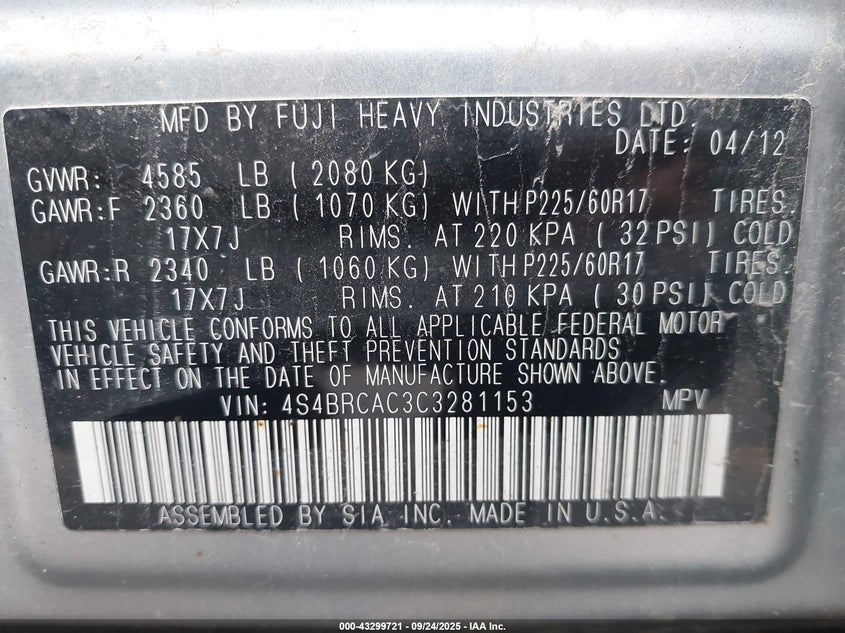 MFD BY FUJI HEAVY INDUSTRIES LTD.
DATE: 04/12
GVWR: 4585 LB ( 2080 KG)
GAWR:F 2360 LB ( 1070 KG) WITH P225/60R17 TIRES.
17X7J RIMS. AT 220 KPA ( 32 PSI) COLD
GAWR:R 2340 LB ( 1060 KG) WITH P225/60R17 TIRES.
17X7J RIMS. AT 210 KPA ( 30 PSI) COLD
THIS VEHICLE CONFORMS TO ALL APPLICABLE FEDERAL MOTOR
VEHICLE SAFETY AND THEFT PREVENTION STANDARDS
IN EFFECT ON THE DATE OF MANUFACTURE SHOWN ABOVE.
VIN: 4S4BRCAC3C3281153 MPV
ASSEMBLED BY SIA INC. MADE IN U.S.A.
000-43299721 - 09/24/2025 - IAA Inc.